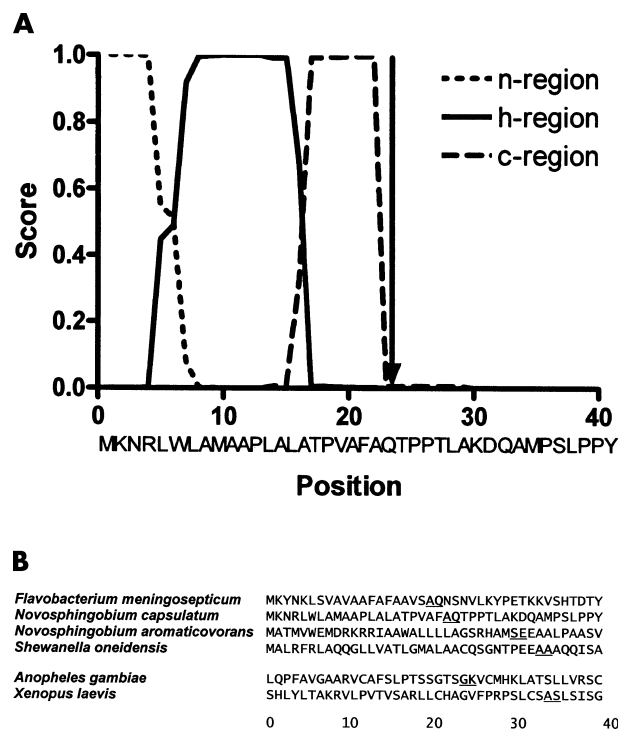 A
1.0
0.8
0.6
0.4
0.2
0.0
Score
n-region
h-region
c-region
0 10 20 30 40
MKNRLWLAMAAPLALATPVAFAQTPPTLAKDQAMPSLPPY
Position
B
Flavobacterium meningosepticum MKYNKLSVAVAAFAFAAVSAQNSNVLKYPETKKVSHTDTY
Novosphingobium capsulatum MKNRLWLAMAAPLALATPVAFAQTPPTLAKDQAMPSLPPY
Novosphingobium aromaticovorans MATMVWEMDRKRRIAAWALLLLAGSRHAMSEEAALPAASV
Shewanella oneidensis MALRFRLAQQGLLVATLGMALAACQSGNTPEEAAAQQISA
Anopheles gambiae LQPFAVGAARVCAFSLPTSSGTSGKVCMHKLATSLLVRSC
Xenopus laevis SHLYLTAKRVLPVTVSARLLCHAGVFPRPSLCSASLSISG
0 10 20 30 40